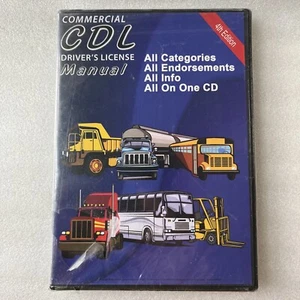 COMMERCIAL
CDL
DRIVER'S LICENSE
Manual
All Categories
All Endorsements
All Info
All On One CD
4th Edition